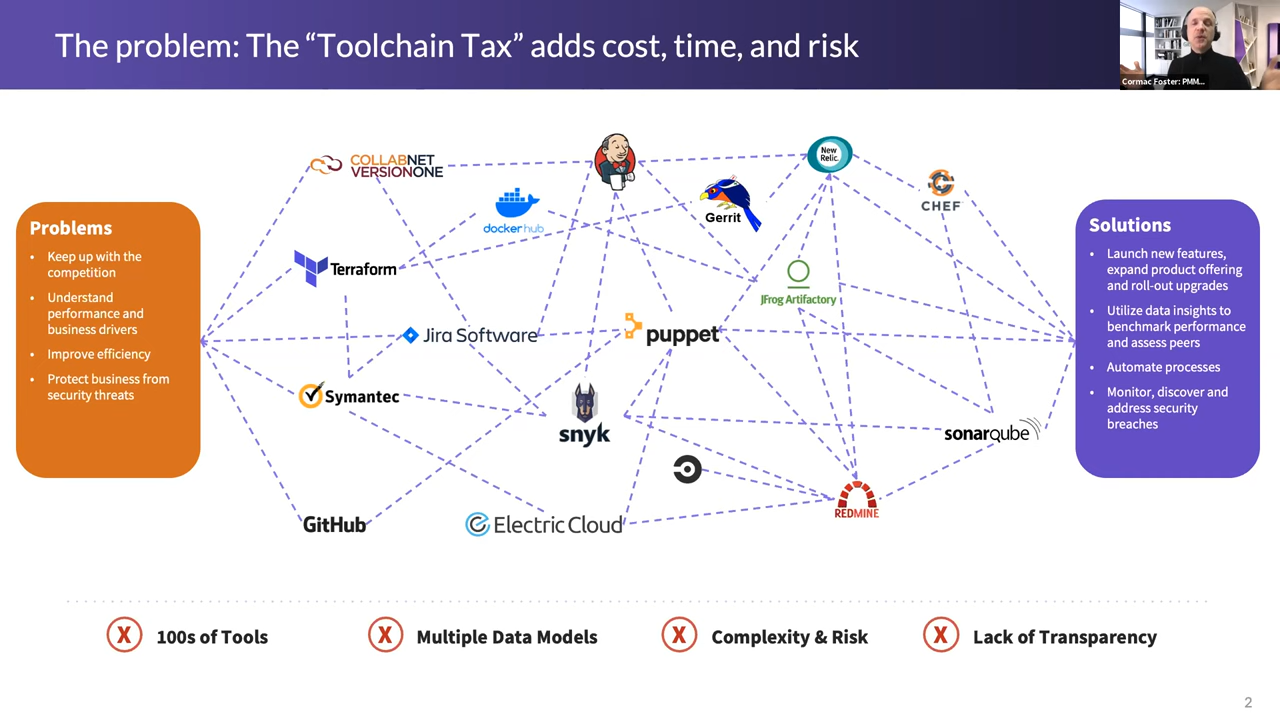 The problem: The “Toolchain Tax” adds cost, time, and risk
Cormac Foster: PMM...
COLLABNET
VERSIONONE
docker hub
Gerrit
New
Relic.
CHEF
Terraform
JFrog Artifactory
Jira Software
puppet
Symantec
snyk
sonarqube
REDMINE
GitHub
Electric Cloud
Problems
• Keep up with the
competition
• Understand
performance and
business drivers
• Improve efficiency
• Protect business from
security threats
Solutions
• Launch new features,
expand product offering
and roll-out upgrades
• Utilize data insights to
benchmark performance
and assess peers
• Automate processes
• Monitor, discover and
address security
breaches
X 100s of Tools
X Multiple Data Models
X Complexity & Risk
X Lack of Transparency
2